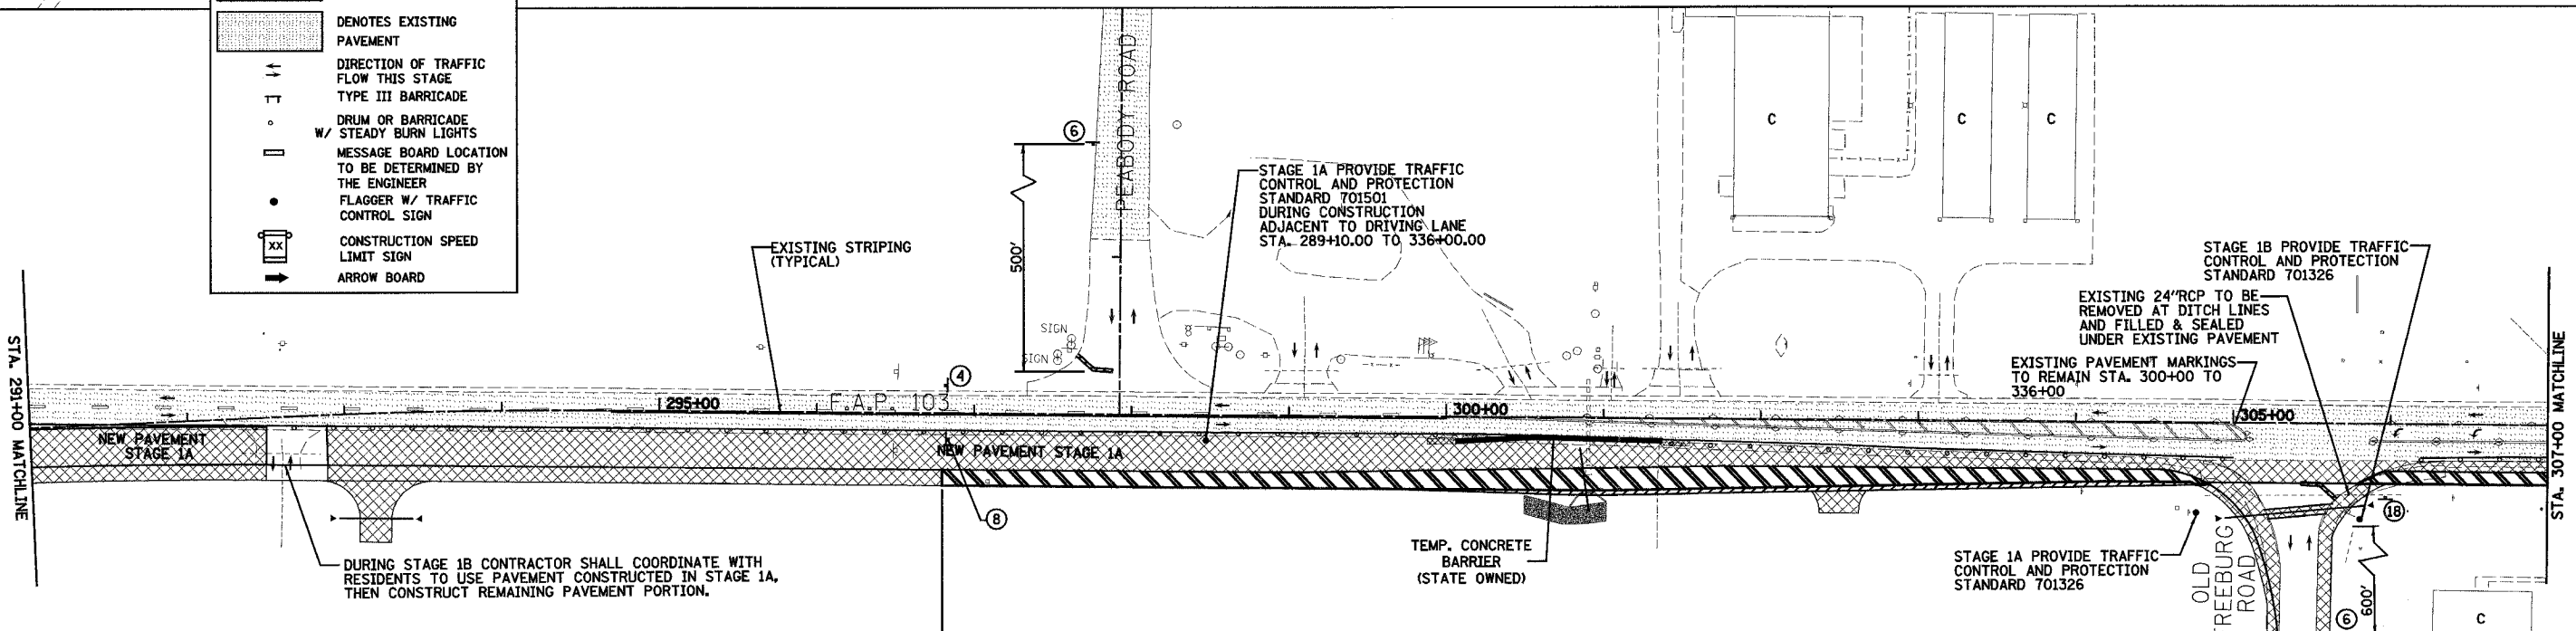 DENOTES EXISTING
PAVEMENT
DIRECTION OF TRAFFIC
FLOW THIS STAGE
TYPE III BARRICADE
DRUM OR BARRICADE
W/ STEADY BURN LIGHTS
MESSAGE BOARD LOCATION
TO BE DETERMINED BY
THE ENGINEER
FLAGGER W/ TRAFFIC
CONTROL SIGN
XX
CONSTRUCTION SPEED
LIMIT SIGN
ARROW BOARD
STA. 291+00 MATCHLINE
NEW PAVEMENT
STAGE 1A
DURING STAGE 1B CONTRACTOR SHALL COORDINATE WITH
RESIDENTS TO USE PAVEMENT CONSTRUCTED IN STAGE 1A,
THEN CONSTRUCT REMAINING PAVEMENT PORTION.
295+00
EXISTING STRIPING
(TYPICAL)
F.A.P. 103
4
8
NEW PAVEMENT STAGE 1A
500'
6
SIGN
SIGN
PEABODY ROAD
STAGE 1A PROVIDE TRAFFIC
CONTROL AND PROTECTION
STANDARD 701501
DURING CONSTRUCTION
ADJACENT TO DRIVING LANE
STA. 289+10.00 TO 336+00.00
300+00
TEMP. CONCRETE
BARRIER
(STATE OWNED)
C
C
C
STAGE 1B PROVIDE TRAFFIC
CONTROL AND PROTECTION
STANDARD 701326
EXISTING 24"RCP TO BE
REMOVED AT DITCH LINES
AND FILLED & SEALED
UNDER EXISTING PAVEMENT
EXISTING PAVEMENT MARKINGS
TO REMAIN STA. 300+00 TO
336+00
305+00
STAGE 1A PROVIDE TRAFFIC
CONTROL AND PROTECTION
STANDARD 701326
OLD
REEBURG
ROAD
18
600'
6
C
STA. 307+00 MATCHLINE